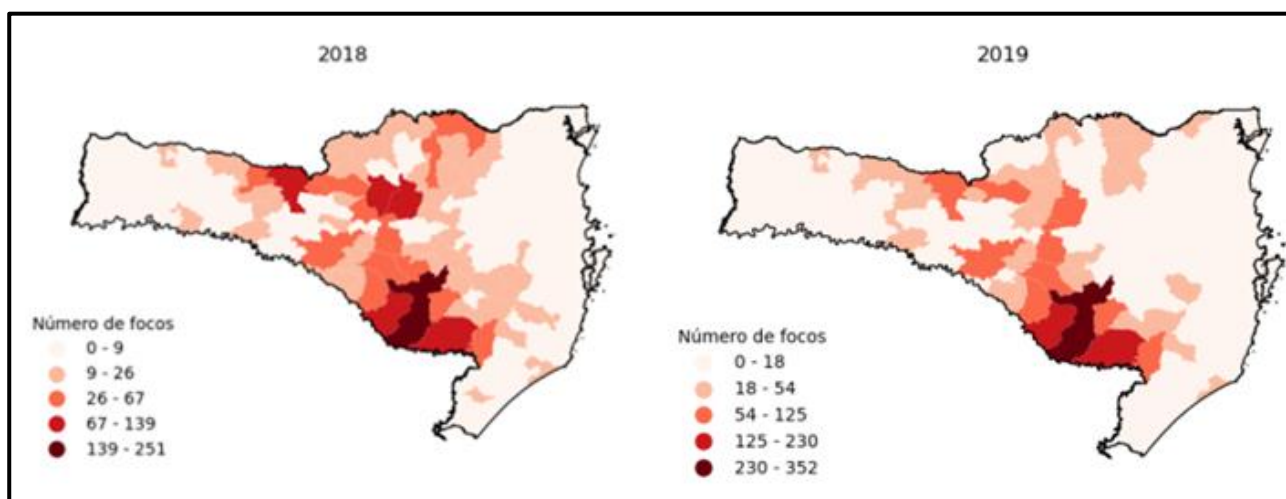 2018
2019
Número de focos
0 - 9
9 - 26
26 - 67
67 - 139
139 - 251
Número de focos
0 - 18
18 - 54
54 - 125
125 - 230
230 - 352